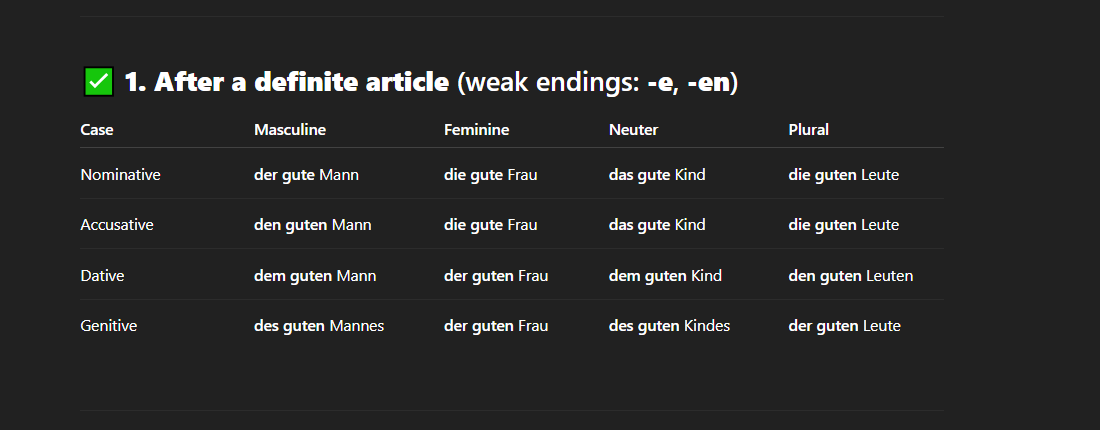 ✅ 1. After a definite article (weak endings: -e, -en)
Case Masculine Feminine Neuter Plural
Nominative der gute Mann die gute Frau das gute Kind die guten Leute
Accusative den guten Mann die gute Frau das gute Kind die guten Leute
Dative dem guten Mann der guten Frau dem guten Kind den guten Leuten
Genitive des guten Mannes der guten Frau des guten Kindes der guten Leute